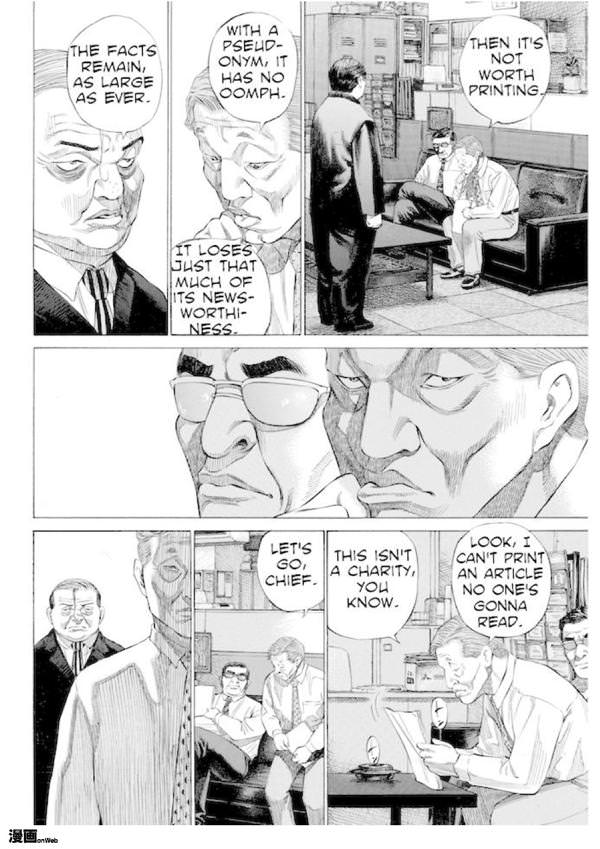 THEN IT'S
NOT
WORTH
PRINTING.
WITH A
PSEUD-
ONYM, IT
HAS NO
OOMPH.
IT LOSES
JUST THAT
MUCH OF
ITS NEWS-
WORTHI-
NESS.
THE FACTS
REMAIN,
AS LARGE
AS EVER.
LOOK, I
CAN'T PRINT
AN ARTICLE
NO ONE'S
GONNA
READ.
THIS ISN'T
A CHARITY,
YOU
KNOW.
LET'S
GO,
CHIEF.
漫画onWeb